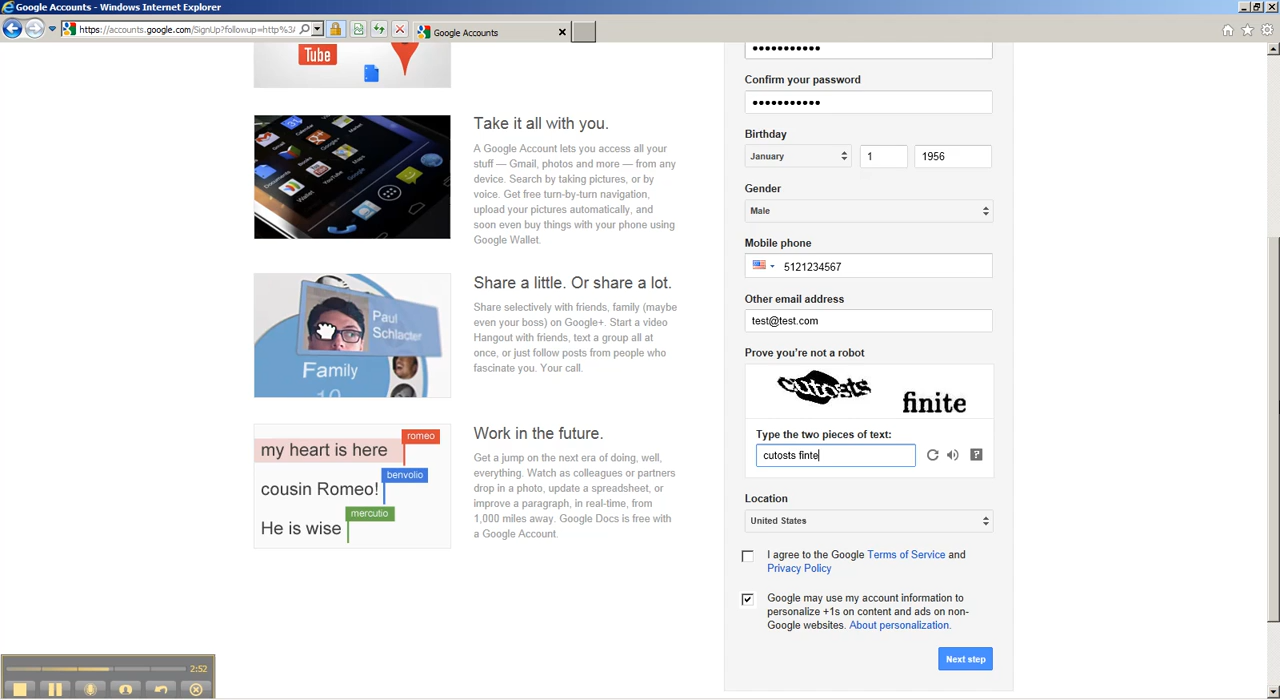 Google Accounts - Windows Internet Explorer
https://accounts.google.com/SignUp?followup=http%3/
Google Accounts
Tube
Confirm your password
Birthday
January
1
1956
Gender
Male
Mobile phone
5121234567
Other email address
test@test.com
Prove you're not a robot
cutosts finite
Type the two pieces of text:
cutosts finte
Location
United States
I agree to the Google Terms of Service and
Privacy Policy
Google may use my account information to
personalize +1s on content and ads on non-
Google websites. About personalization.
Next step
Take it all with you.
A Google Account lets you access all your
stuff — Gmail, photos and more — from any
device. Search by taking pictures, or by
voice. Get free turn-by-turn navigation,
upload your pictures automatically, and
soon even buy things with your phone using
Google Wallet.
Paul
Schlacter
Family
10
Share a little. Or share a lot.
Share selectively with friends, family (maybe
even your boss) on Google+. Start a video
Hangout with friends, text a group all at
once, or just follow posts from people who
fascinate you. Your call.
romeo
my heart is here
benvolio
cousin Romeo!
mercutio
He is wise
Work in the future.
Get a jump on the next era of doing, well,
everything. Watch as colleagues or partners
drop in a photo, update a spreadsheet, or
improve a paragraph, in real-time, from
1,000 miles away. Google Docs is free with
a Google Account.
2:52